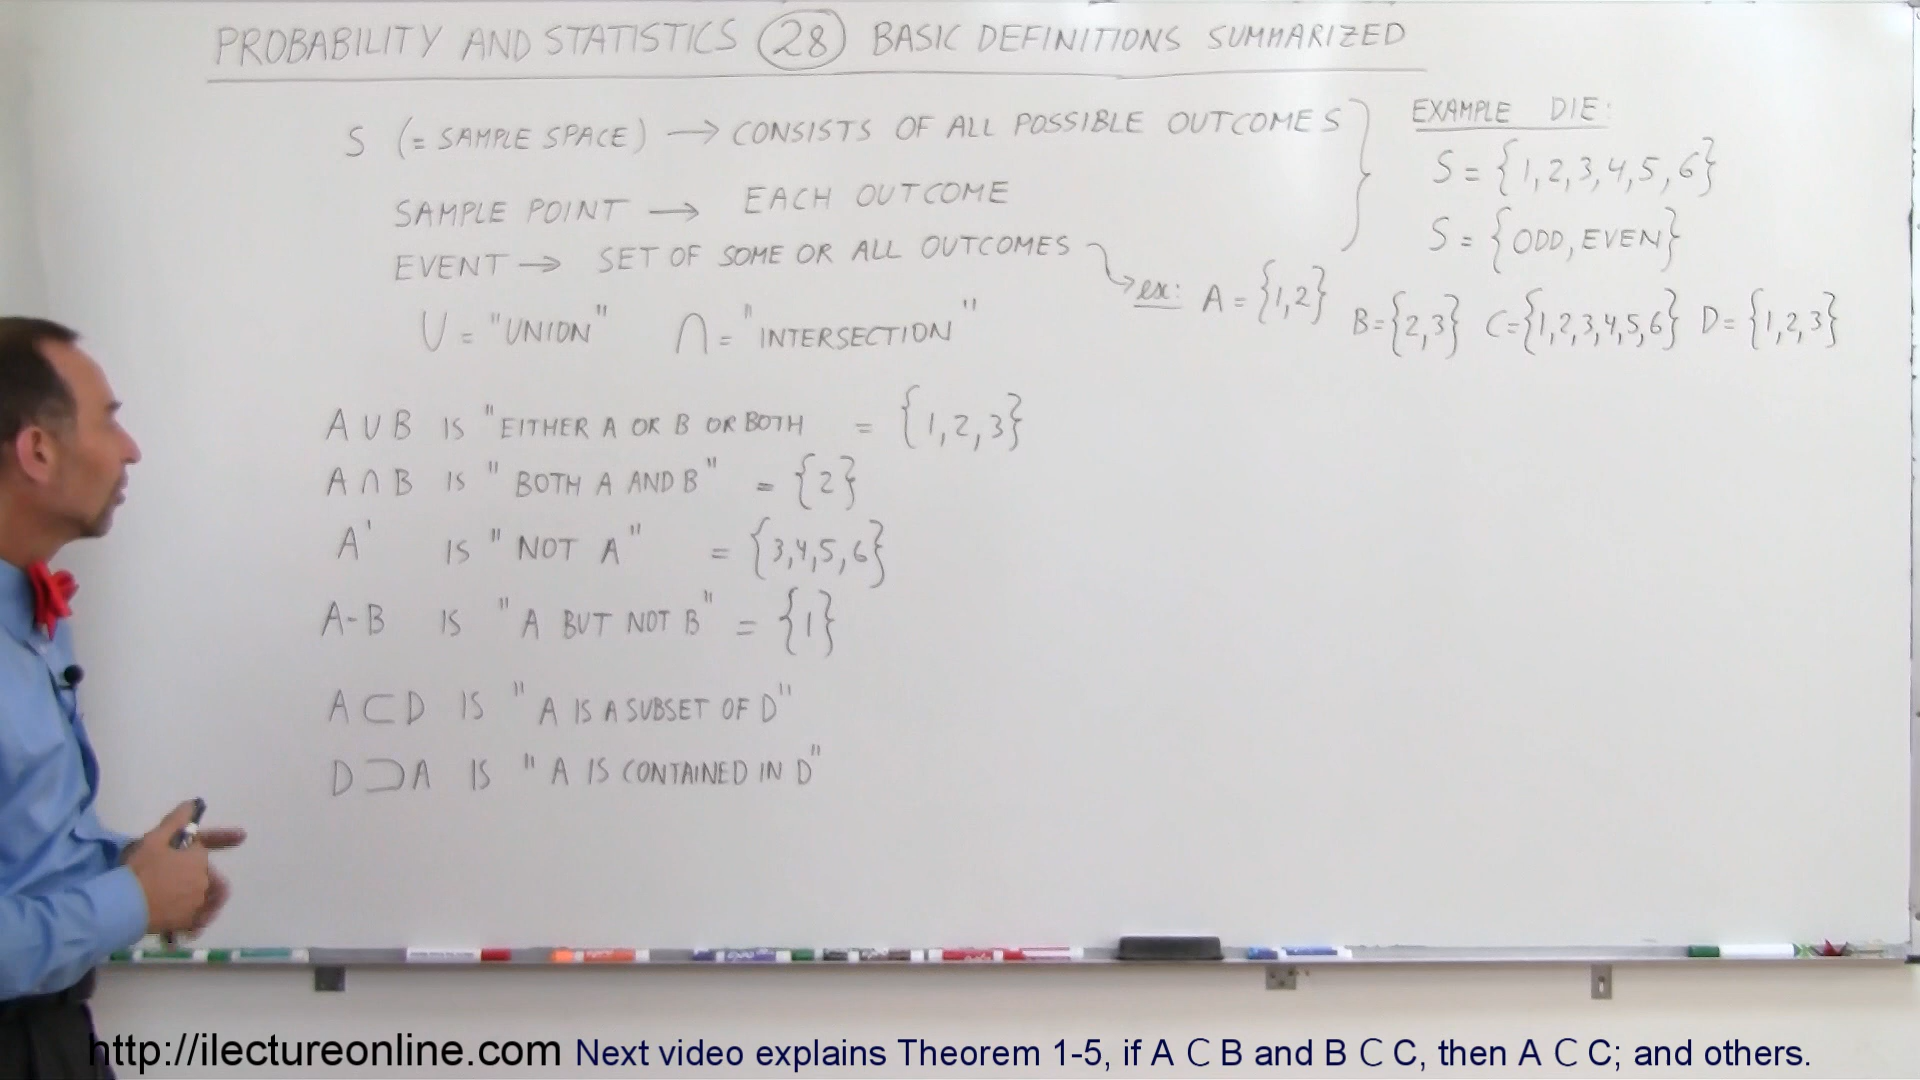 PROBABILITY AND STATISTICS 28 BASIC DEFINITIONS SUMMARIZED
S (= SAMPLE SPACE) → CONSISTS OF ALL POSSIBLE OUTCOMES
SAMPLE POINT → EACH OUTCOME
EVENT → SET OF SOME OR ALL OUTCOMES
EXAMPLE DIE:
S = {1,2,3,4,5,6}
S = {ODD, EVEN}
ex: A = {1,2} B={2,3} C={1,2,3,4,5,6} D= {1,2,3}
U = "UNION" ∩ = "INTERSECTION"
A ∪ B IS "EITHER A OR B OR BOTH = {1,2,3}
A ∩ B IS "BOTH A AND B" = {2}
A' IS "NOT A" = {3,4,5,6}
A-B IS "A BUT NOT B" = {1}
A ⊂ D IS "A IS A SUBSET OF D"
D ⊃ A IS "A IS CONTAINED IN D"
http://ilectureonline.com Next video explains Theorem 1-5, if A ⊂ B and B ⊂ C, then A ⊂ C; and others.